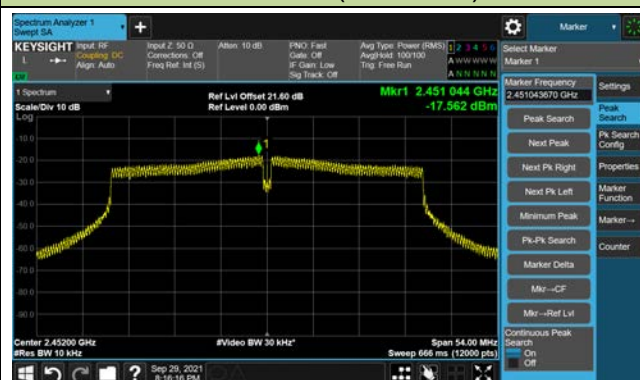 Spectrum Analyzer 1
Swept SA
Marker
KEYSIGHT
Input: RF
Coupling: DC
Align: Auto
Input Z: 50 Ω
Corrections: Off
Freq Ref: Int (S)
Atten: 10 dB
PNO: Fast
Gate: Off
IF Gain: Low
Sig Track: Off
Avg Type: Power (RMS)
Avg|Hold: 100/100
Trig: Free Run
1 2 3 4 5 6
A W W W W W
A N N N N N
LW
Select Marker
Marker 1
1 Spectrum
Scale/Div 10 dB
Log
Ref Lvl Offset 21.60 dB
Ref Level 0.00 dBm
Mkr1 2.451 044 GHz
-17.562 dBm
Marker Frequency
2.451043670 GHz
Settings
Peak Search
Peak
Search
Next Peak
Pk Search
Config
Next Pk Right
Properties
Next Pk Left
Marker
Function
Minimum Peak
Marker→
Pk-Pk Search
Counter
Marker Delta
Mkr→CF
Mkr→Ref Lvl
Continuous Peak
Search
On
Off
1
-10.0
-20.0
-30.0
-40.0
-50.0
-60.0
-70.0
-80.0
-90.0
Center 2.45200 GHz
#Res BW 10 kHz
#Video BW 30 kHz*
Span 54.00 MHz
Sweep 666 ms (12000 pts)
?
Sep 29, 2021
8:16:16 PM